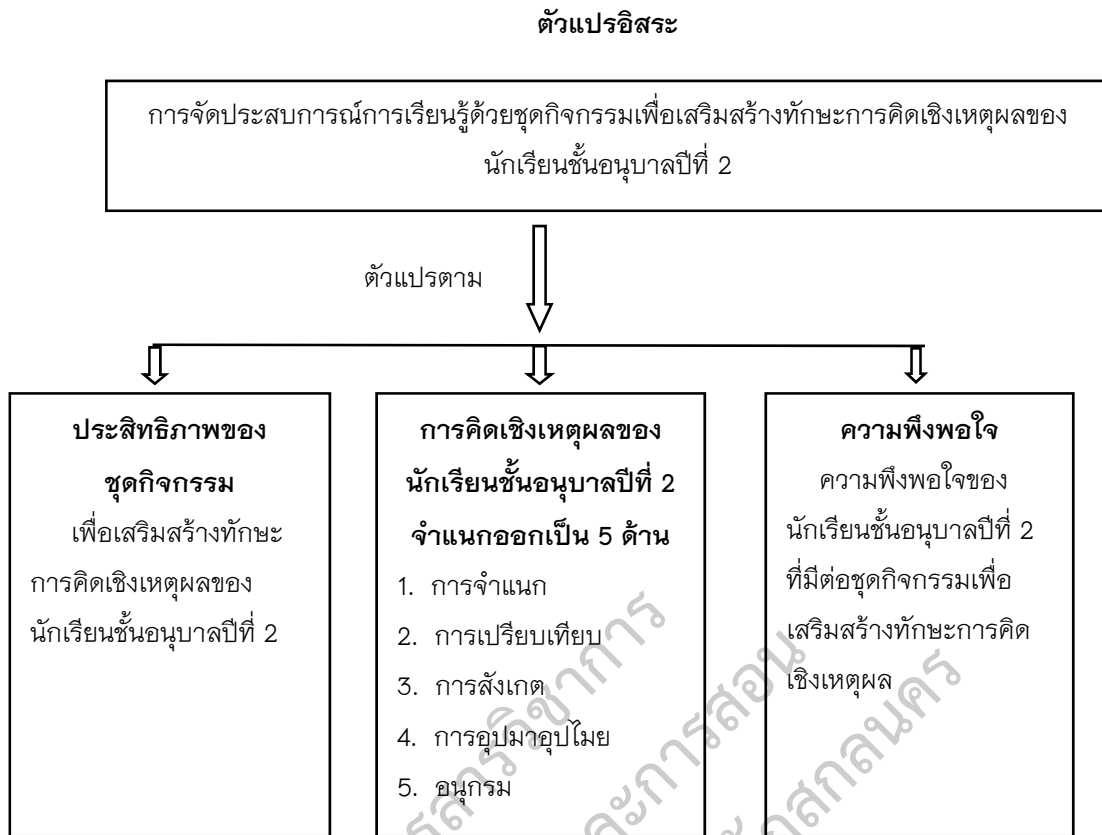 ตัวแปรอิสระ
การจัดประสบการณ์การเรียนรู้ด้วยชุดกิจกรรมเพื่อเสริมสร้างทักษะการคิดเชิงเหตุผลของ
นักเรียนชั้นอนุบาลปีที่ 2
ตัวแปรตาม
ประสิทธิภาพของ
ชุดกิจกรรม
เพื่อเสริมสร้างทักษะ
การคิดเชิงเหตุผลของ
นักเรียนชั้นอนุบาลปีที่ 2
การคิดเชิงเหตุผลของ
นักเรียนชั้นอนุบาลปีที่ 2
จำแนกออกเป็น 5 ด้าน
1. การจำแนก
2. การเปรียบเทียบ
3. การสังเกต
4. การอุปมาอุปไมย
5. อนุกรม
ความพึงพอใจ
ความพึงพอใจของ
นักเรียนชั้นอนุบาลปีที่ 2
ที่มีต่อชุดกิจกรรมเพื่อ
เสริมสร้างทักษะการคิด
เชิงเหตุผล